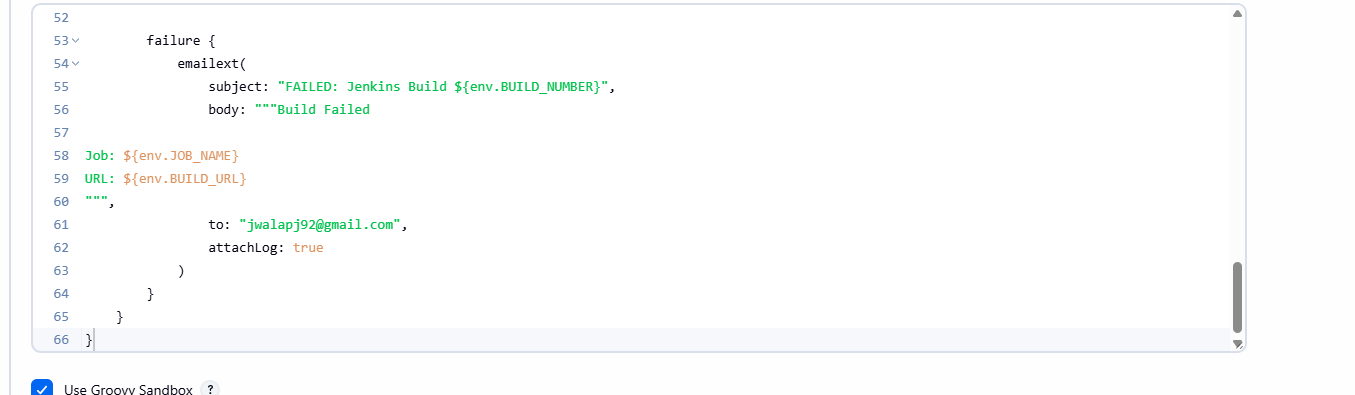 52
53 failure {
54 emailext(
55 subject: "FAILED: Jenkins Build ${env.BUILD_NUMBER}",
56 body: """Build Failed
57
58 Job: ${env.JOB_NAME}
59 URL: ${env.BUILD_URL}
60 """,
61 to: "jwalapj92@gmail.com",
62 attachLog: true
63 )
64 }
65 }
66 }
Use Groovy Sandbox ?